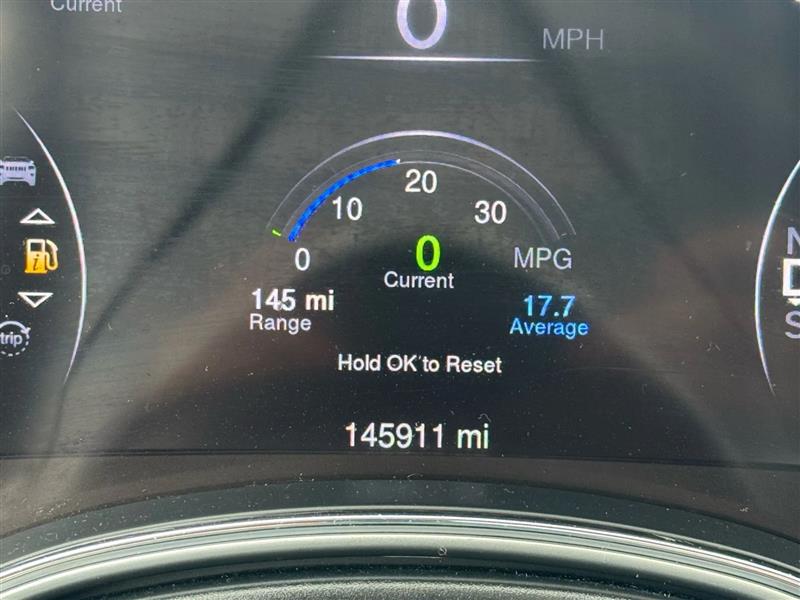 Current
0
MPH
20
10
30
0
0
MPG
Current
145 mi
17.7
Range
Average
trip
Hold OK to Reset
145911 mi